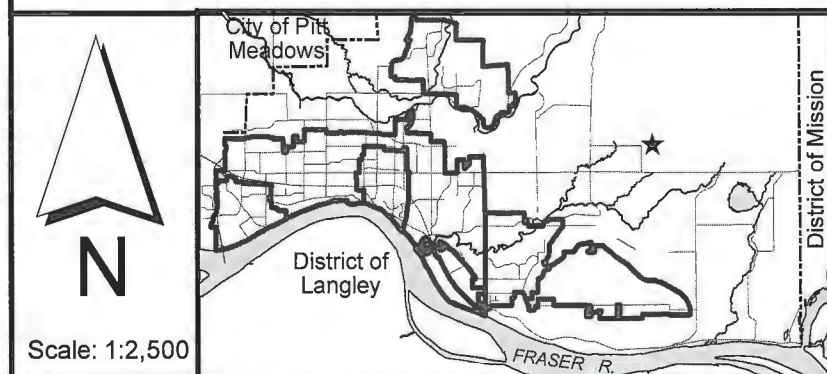 City of Pitt
Meadows
District of Mission
District of
Langley
N
Scale: 1:2,500
FRASER R.